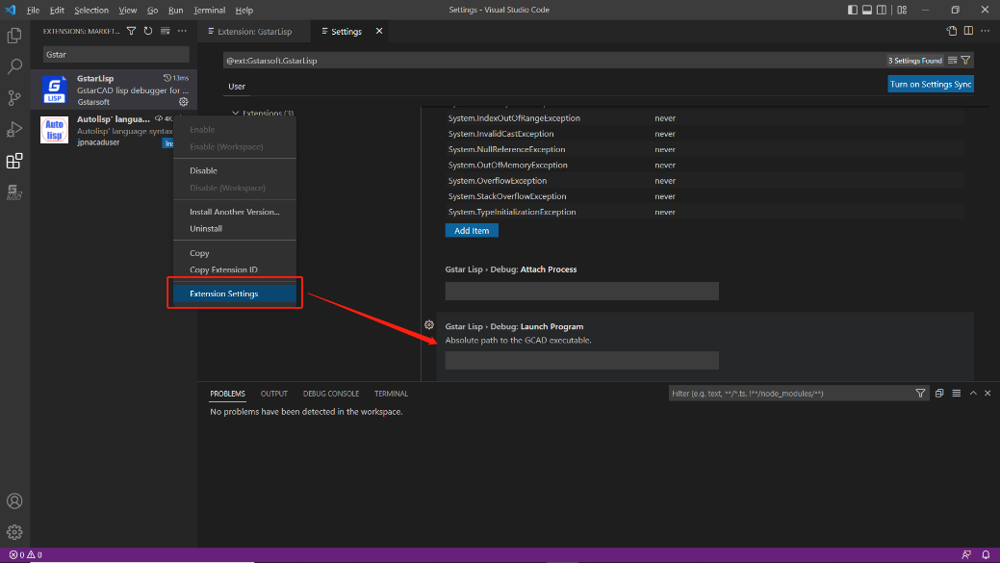 File Edit Selection View Go Run Terminal Help
Settings - Visual Studio Code
EXTENSIONS: MARKET...
Extension: GstarLisp
Settings
Gstar
@ext:Gstarsoft.GstarLisp
3 Settings Found
User
Turn on Settings Sync
G
LISP
GstarLisp
13ms
GstarCAD lisp debugger for ...
Gstarsoft
Auto
lisp
Autolisp' langua...
4K
Autolisp' language syntax
jpnacaduser
Ins
Extensions (3)
Enable
Enable (Workspace)
Disable
Disable (Workspace)
Install Another Version...
Uninstall
Copy
Copy Extension ID
Extension Settings
System.IndexOutOfRangeException never
System.InvalidCastException never
System.NullReferenceException never
System.OutOfMemoryException never
System.OverflowException never
System.StackOverflowException never
System.TypeInitializationException never
Add Item
Gstar Lisp › Debug: Attach Process
Gstar Lisp › Debug: Launch Program
Absolute path to the GCAD executable.
PROBLEMS OUTPUT DEBUG CONSOLE TERMINAL
Filter (e.g. text, **/*.ts, !**/node_modules/**)
No problems have been detected in the workspace.
0 0